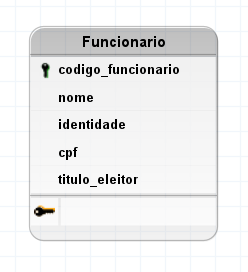 Funcionario
codigo_funcionario
nome
identidade
cpf
titulo_eleitor